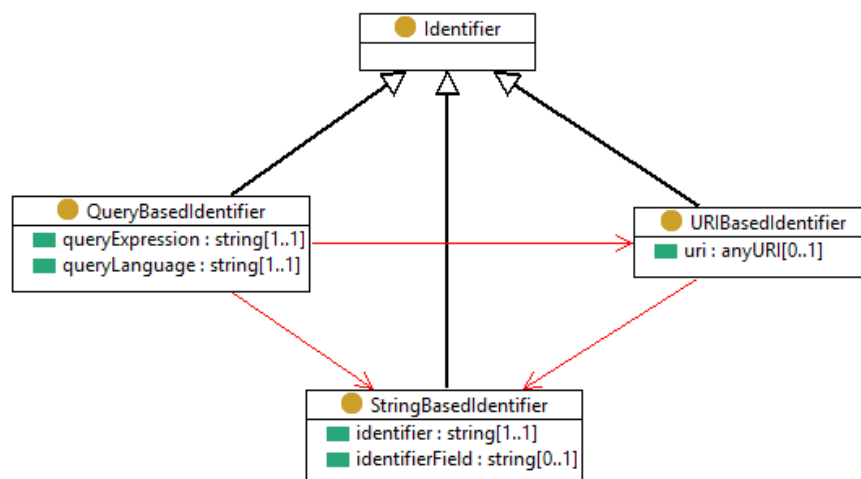 Identifier
QueryBasedIdentifier
queryExpression : string[1..1]
queryLanguage : string[1..1]
URIBasedIdentifier
uri : anyURI[0..1]
StringBasedIdentifier
identifier : string[1..1]
identifierField : string[0..1]